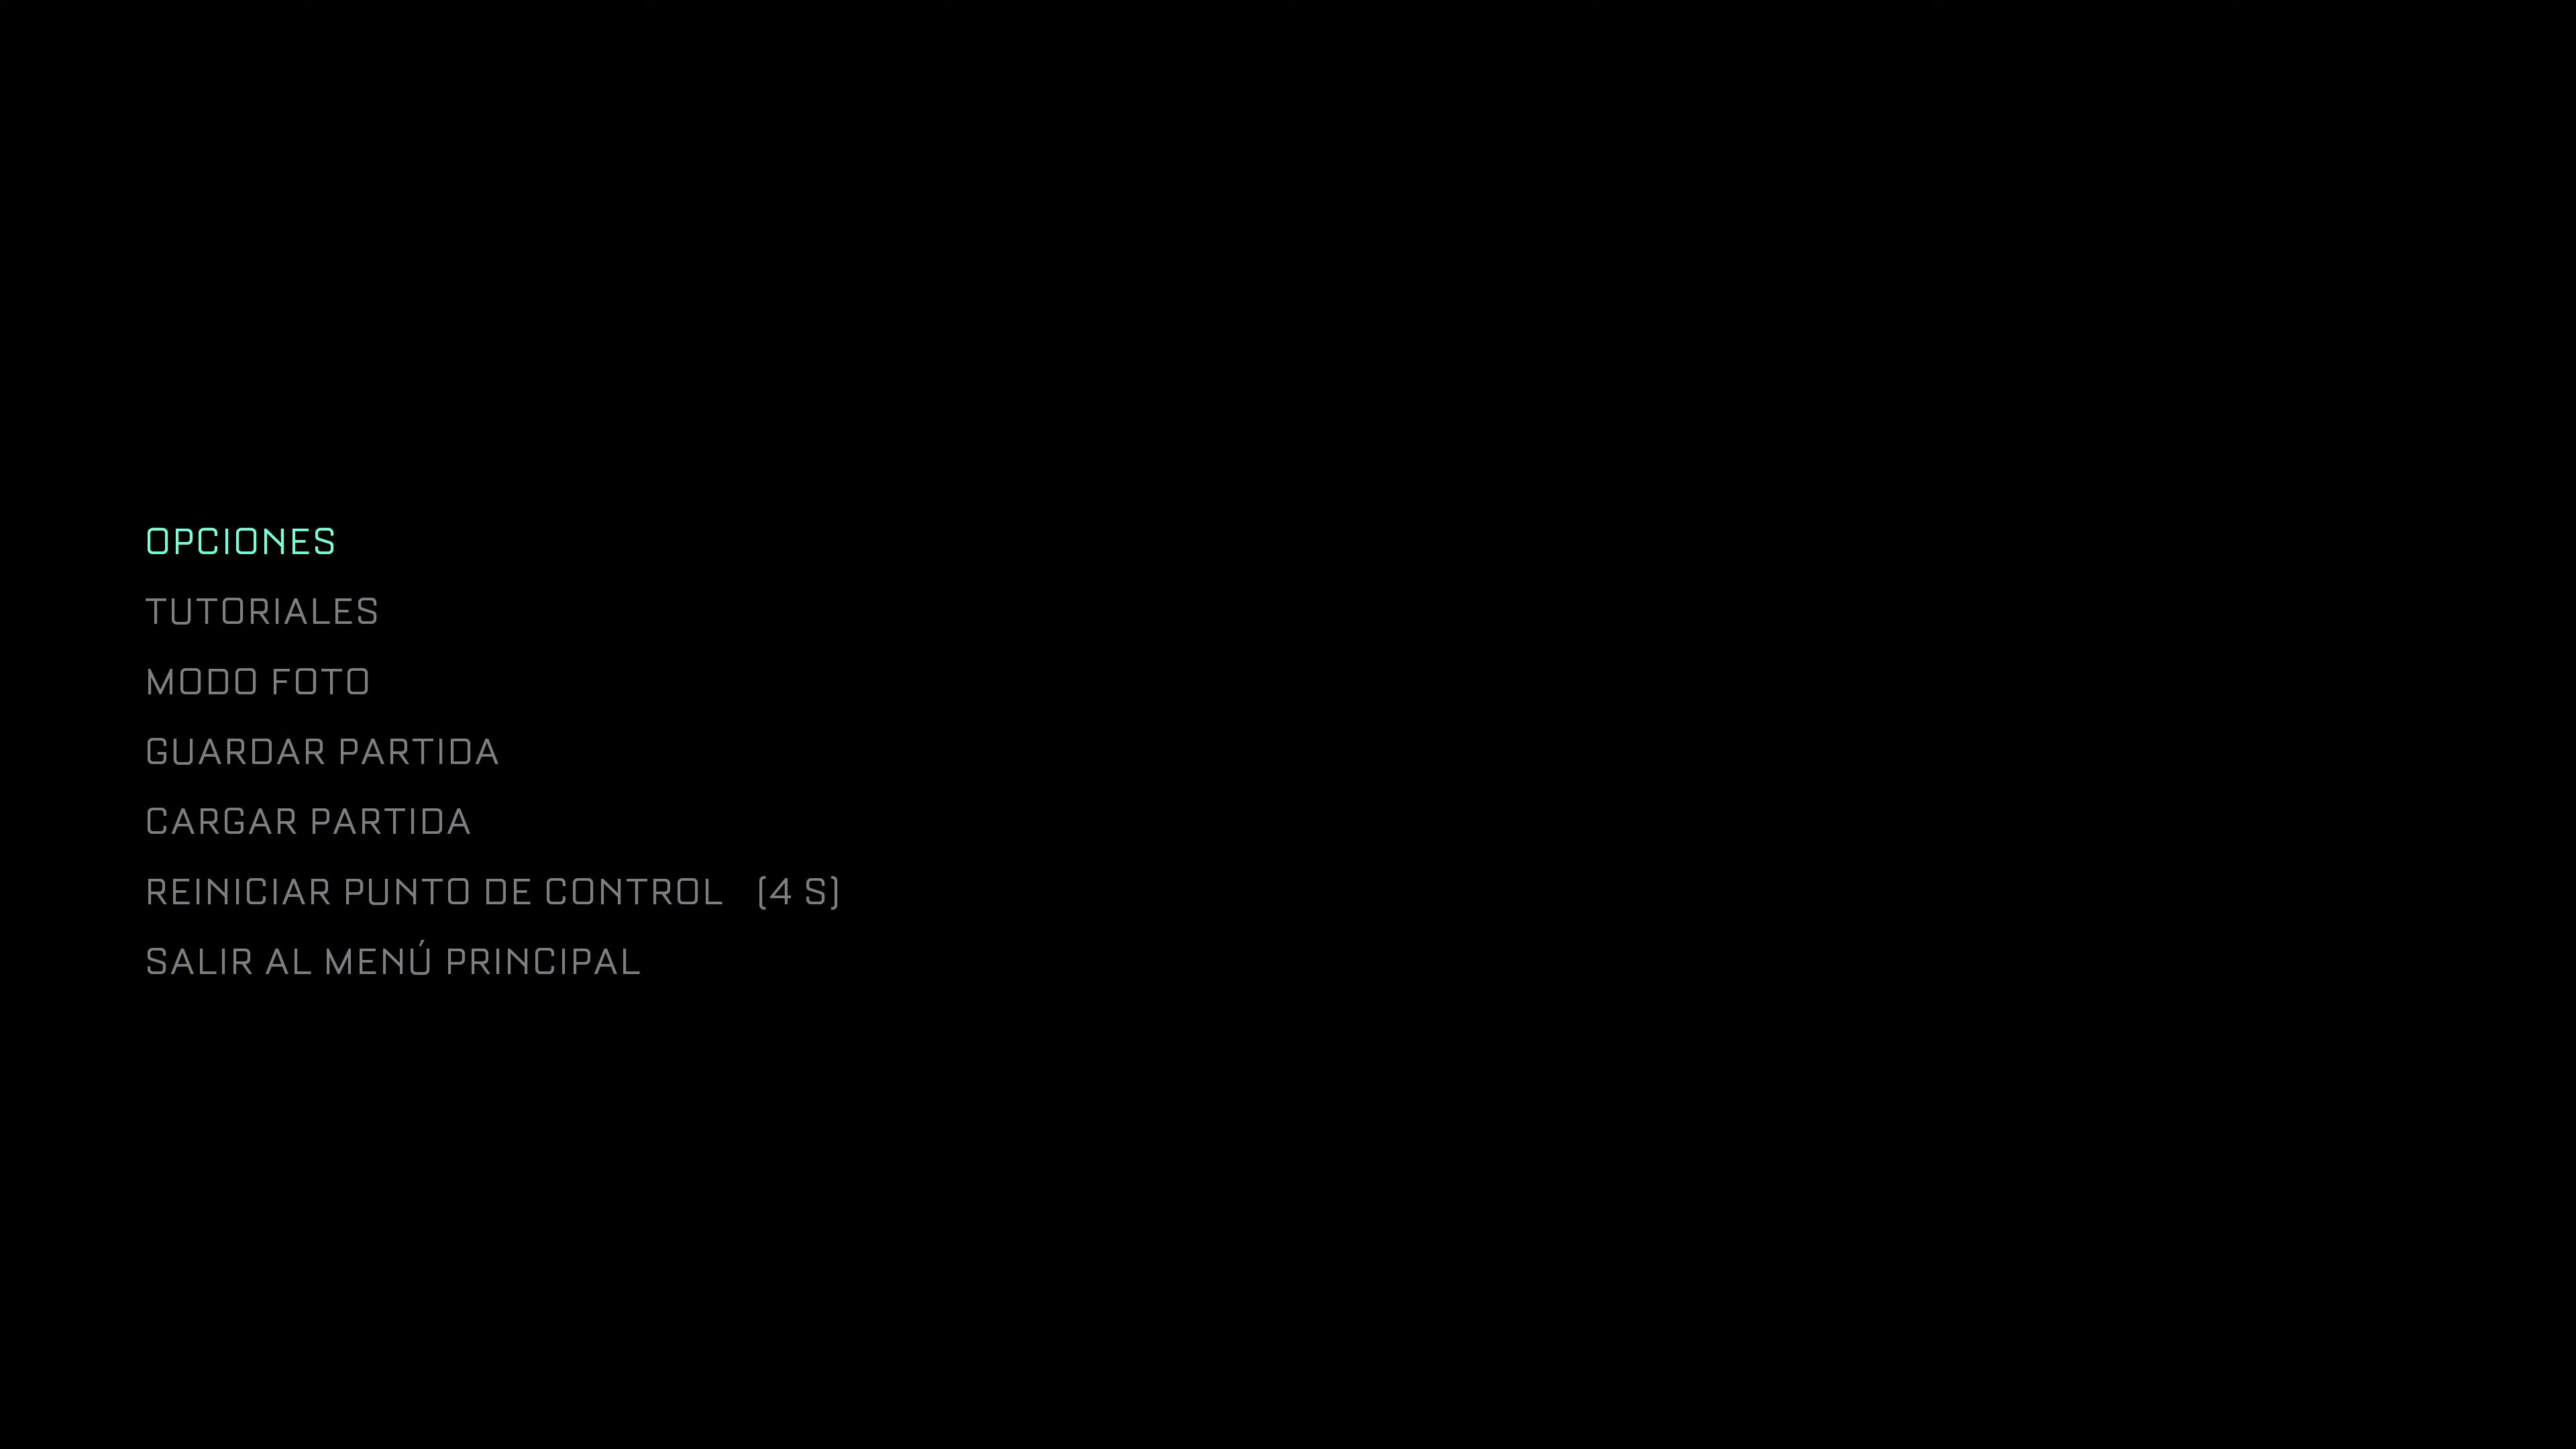 OPCIONES
TUTORIALES
MODO FOTO
GUARDAR PARTIDA
CARGAR PARTIDA
REINICIAR PUNTO DE CONTROL (4 S)
SALIR AL MENÚ PRINCIPAL